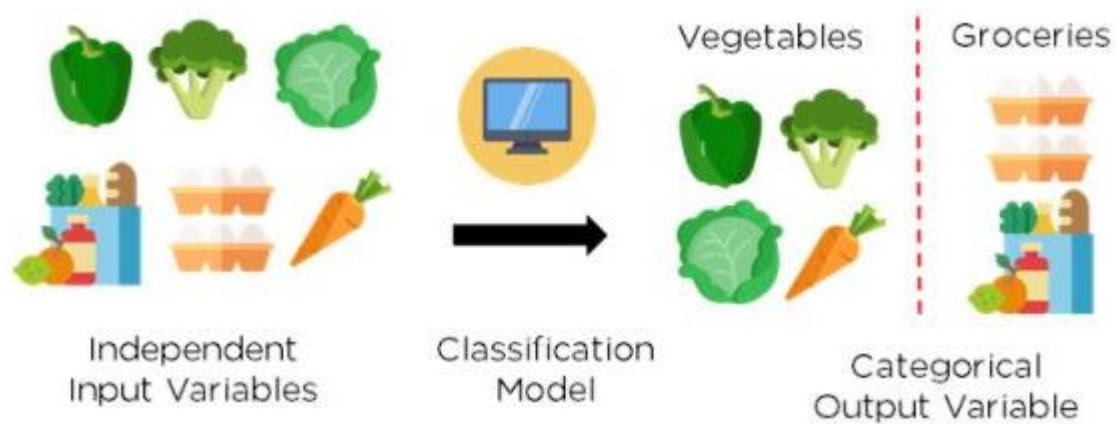 Vegetables
Groceries
Independent
Input Variables
Classification
Model
Categorical
Output Variable